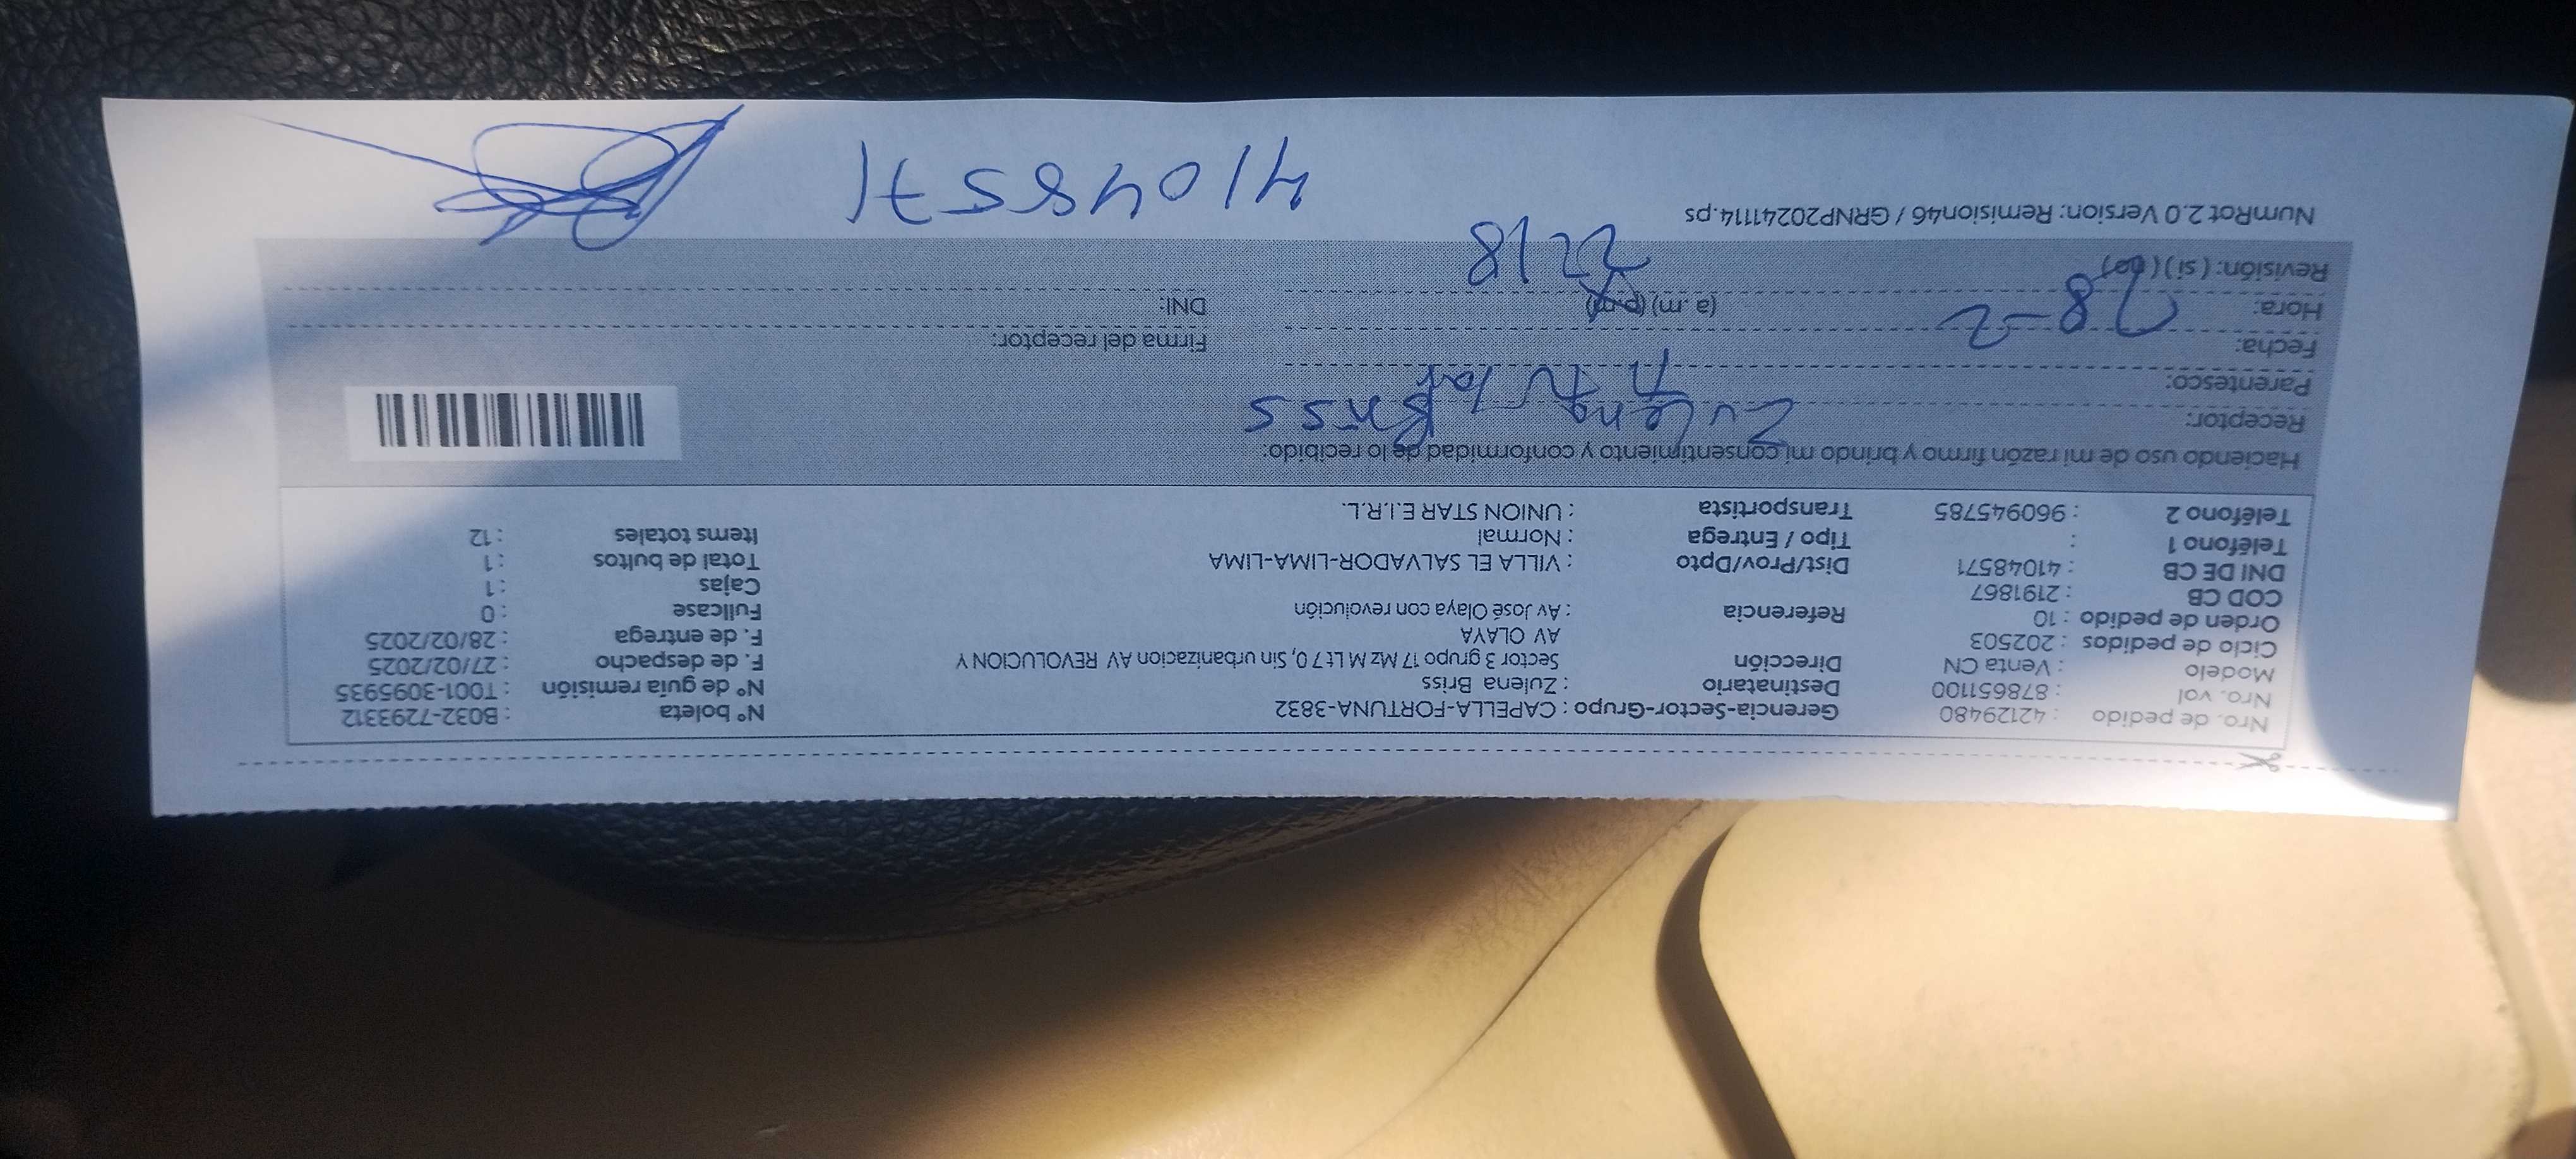 Nro. de pedido : 42129480 Gerencia-Sector-Grupo : CAPELLA-FORTUNA-3832 N° boleta : B032-7293312
Nro. vol : 878651100 Destinatario : Zulena Briss N° de guía remisión : T001-3095935
Modelo : Venta CN Dirección Sector 3 grupo 17 Mz M Lt 7 0, Sin urbanizacion AV REVOLUCION Y F. de despacho : 27/02/2025
Ciclo de pedidos : 202503 AV OLAYA F. de entrega : 28/02/2025
Orden de pedido : 10 Referencia : Av José Olaya con revolución Fullcase : 0
COD CB : 2191867 Cajas : 1
DNI DE CB : 41048571 Dist/Prov/Dpto : VILLA EL SALVADOR-LIMA-LIMA Total de bultos : 1
Teléfono 1 : Tipo / Entrega : Normal Items totales : 12
Teléfono 2 : 960945785 Transportista : UNION STAR E.I.R.L.
Haciendo uso de mi razón firmo y brindo mi consentimiento y conformidad de lo recibido:
Receptor: Zulena Briss
Parentesco: Titular
Fecha: 28-2 Firma del receptor:
Hora: (a. m) (p.m) DNI:
Revisión: (si) (no) 2218
NumRot 2.0 Version: Remision46 / GRNP20241114.ps
41048571